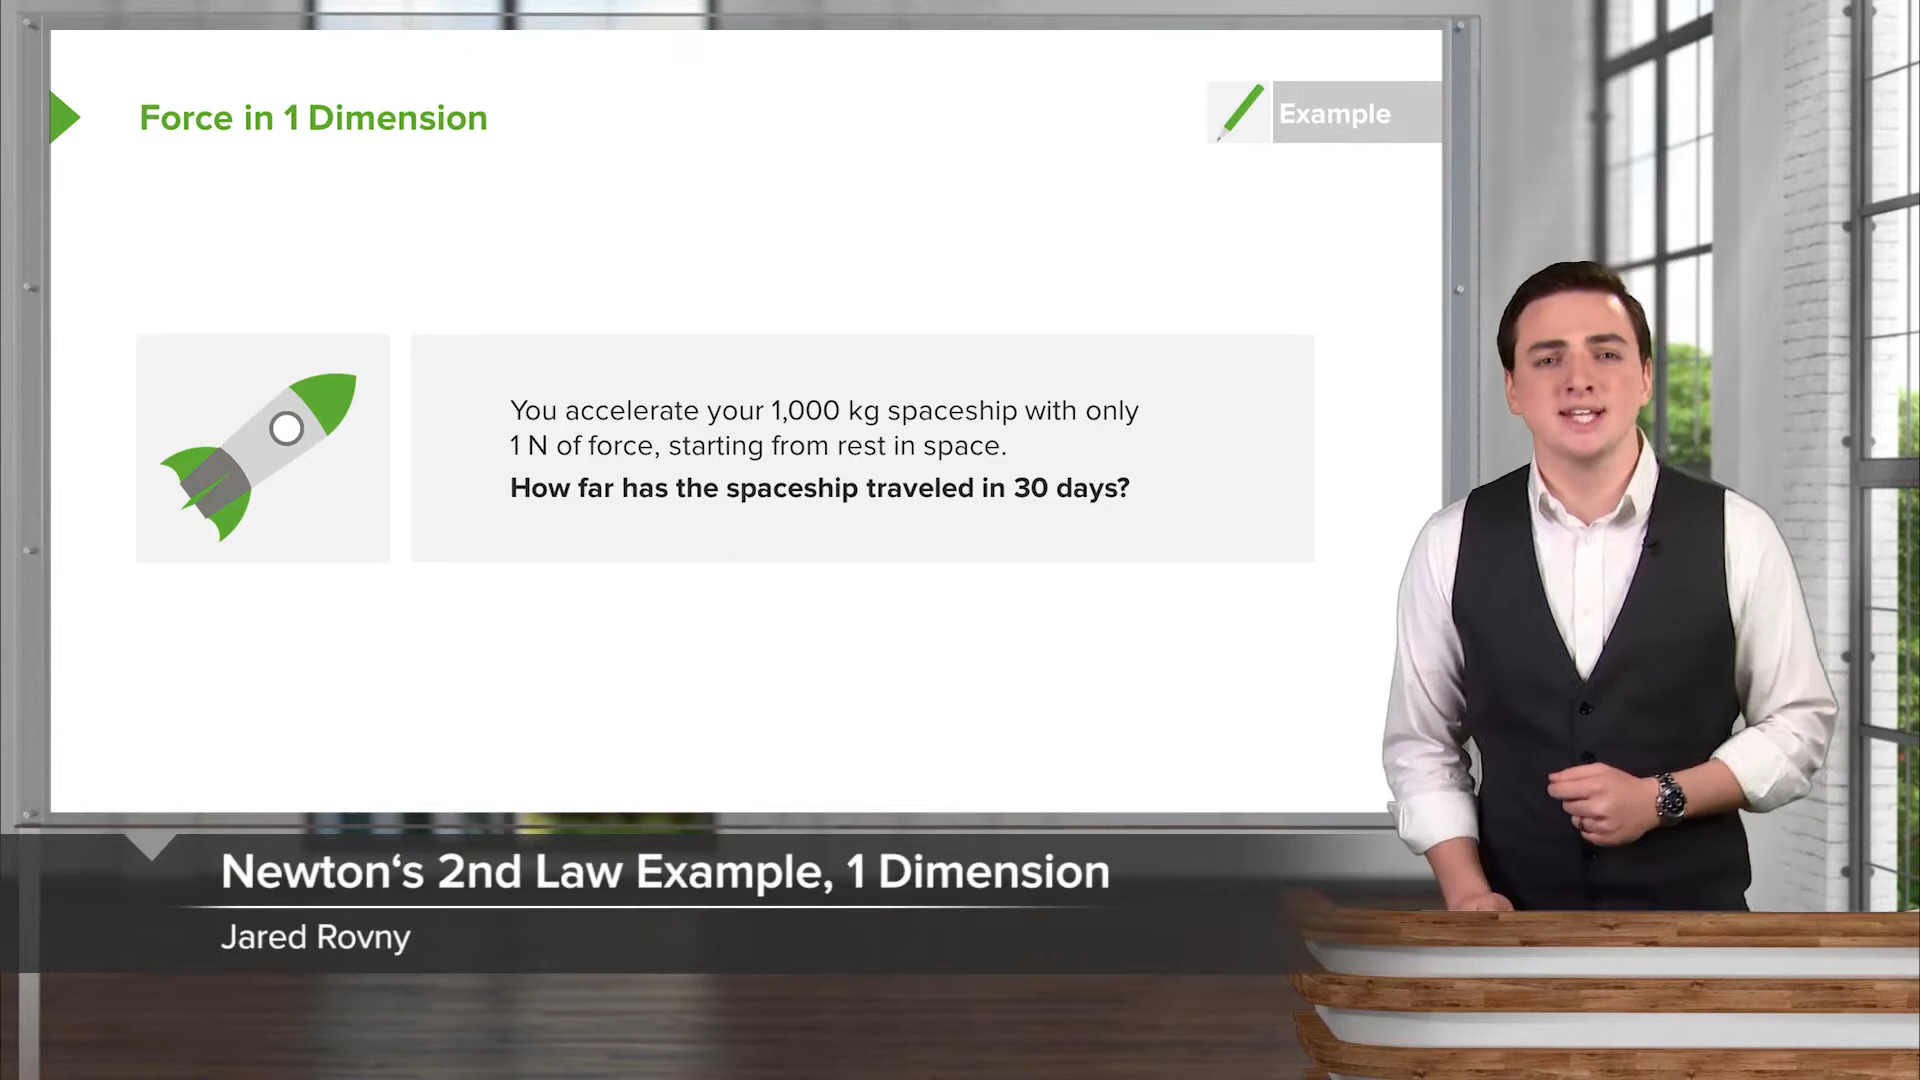 Force in 1 Dimension
Example
You accelerate your 1,000 kg spaceship with only
1 N of force, starting from rest in space.
How far has the spaceship traveled in 30 days?
Newton‘s 2nd Law Example, 1 Dimension
Jared Rovny